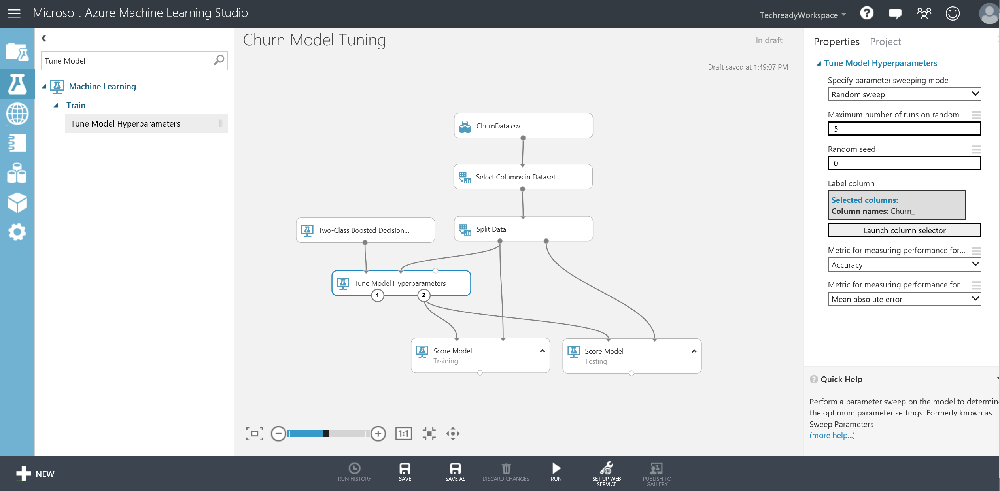 Microsoft Azure Machine Learning Studio
TechreadyWorkspace
?
Tune Model
Machine Learning
Train
Tune Model Hyperparameters
Churn Model Tuning
In draft
Draft saved at 1:49:07 PM
ChurnData.csv
Select Columns in Dataset
Two-Class Boosted Decision...
Split Data
Tune Model Hyperparameters
1
2
Score Model
Training
Score Model
Testing
1:1
Properties
Project
Tune Model Hyperparameters
Specify parameter sweeping mode
Random sweep
Maximum number of runs on random...
5
Random seed
0
Label column
Selected columns:
Column names: Churn_
Launch column selector
Metric for measuring performance for...
Accuracy
Metric for measuring performance for...
Mean absolute error
? Quick Help
Perform a parameter sweep on the model to determin
the optimum parameter settings. Formerly known as
Sweep Parameters
(more help...)
NEW
RUN HISTORY
SAVE
SAVE AS
DISCARD CHANGES
RUN
SET UP WEB
SERVICE
PUBLISH TO
GALLERY